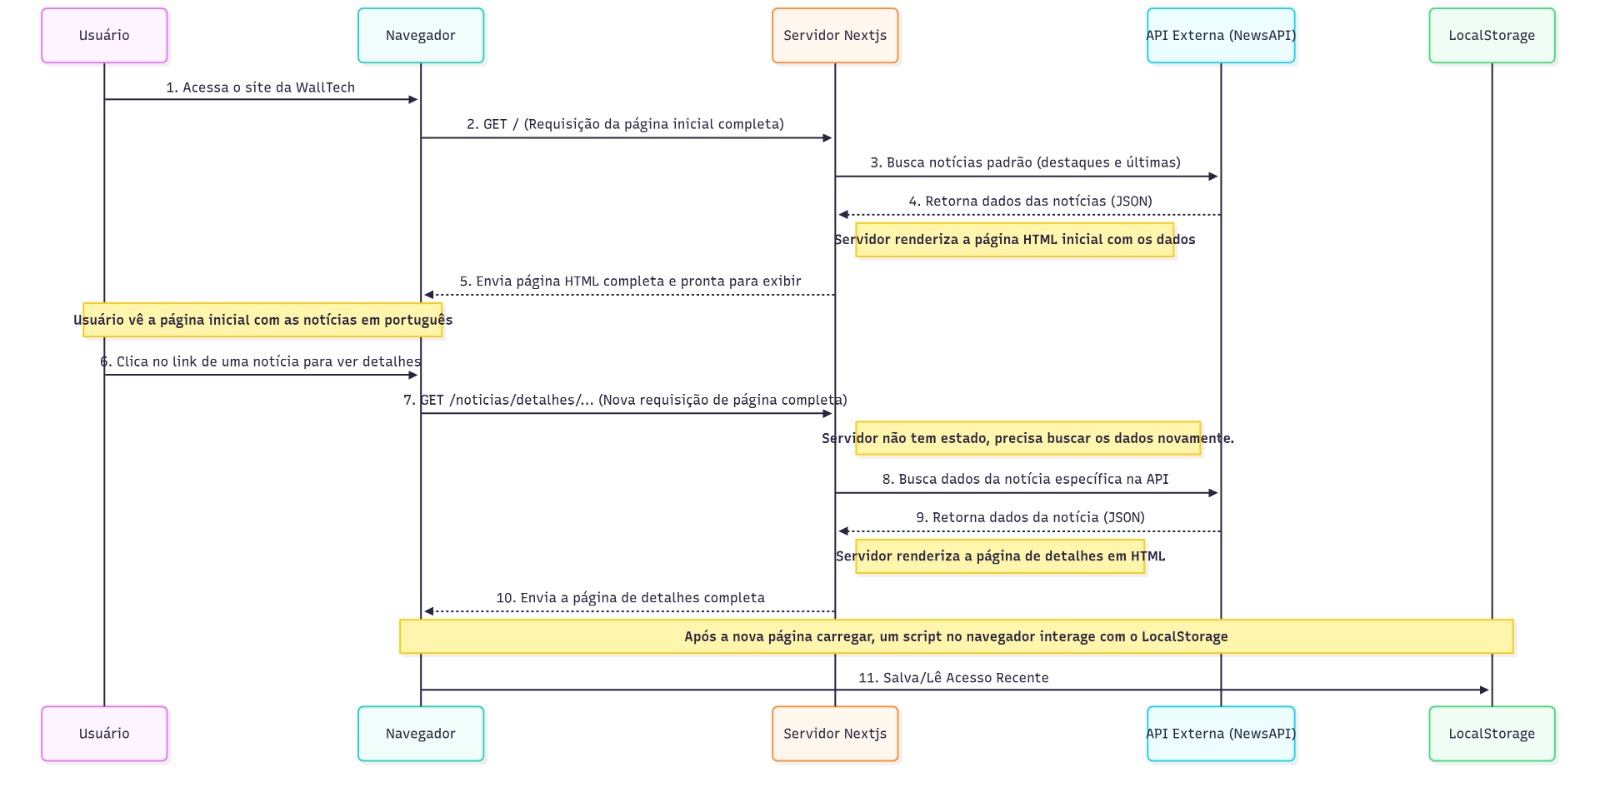 Usuário
Navegador
Servidor Nextjs
API Externa (NewsAPI)
LocalStorage
1. Acessa o site da WallTech
2. GET / (Requisição da página inicial completa)
3. Busca notícias padrão (destaques e últimas)
4. Retorna dados das notícias (JSON)
Servidor renderiza a página HTML inicial com os dados
5. Envia página HTML completa e pronta para exibir
Usuário vê a página inicial com as notícias em português
6. Clica no link de uma notícia para ver detalhes
7. GET /noticias/detalhes/... (Nova requisição de página completa)
Servidor não tem estado, precisa buscar os dados novamente.
8. Busca dados da notícia específica na API
9. Retorna dados da notícia (JSON)
Servidor renderiza a página de detalhes em HTML
10. Envia a página de detalhes completa
Após a nova página carregar, um script no navegador interage com o LocalStorage
11. Salva/Lê Acesso Recente
Usuário
Navegador
Servidor Nextjs
API Externa (NewsAPI)
LocalStorage